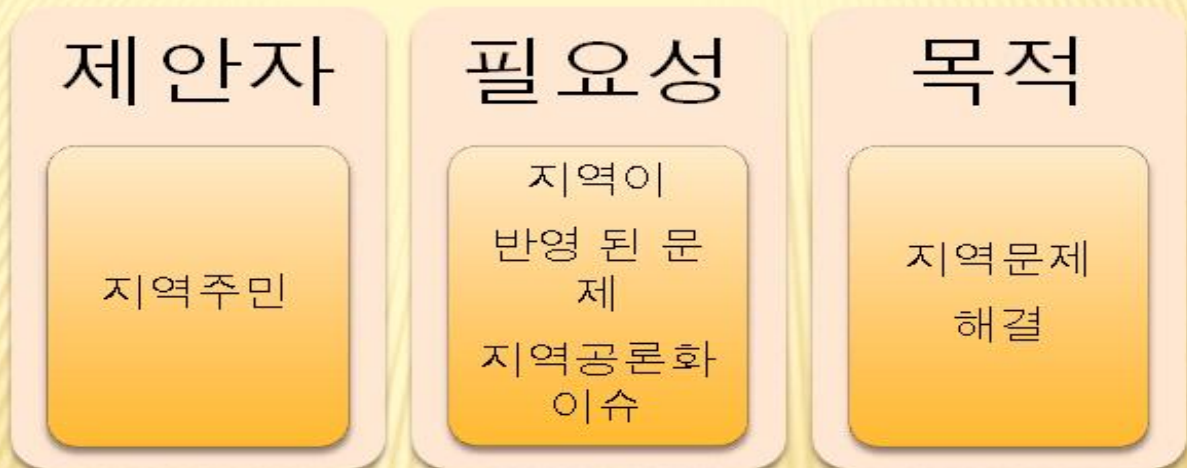 제안자
지역주민
필요성
지역이
반영 된 문
제
지역공론화
이슈
목적
지역문제
해결